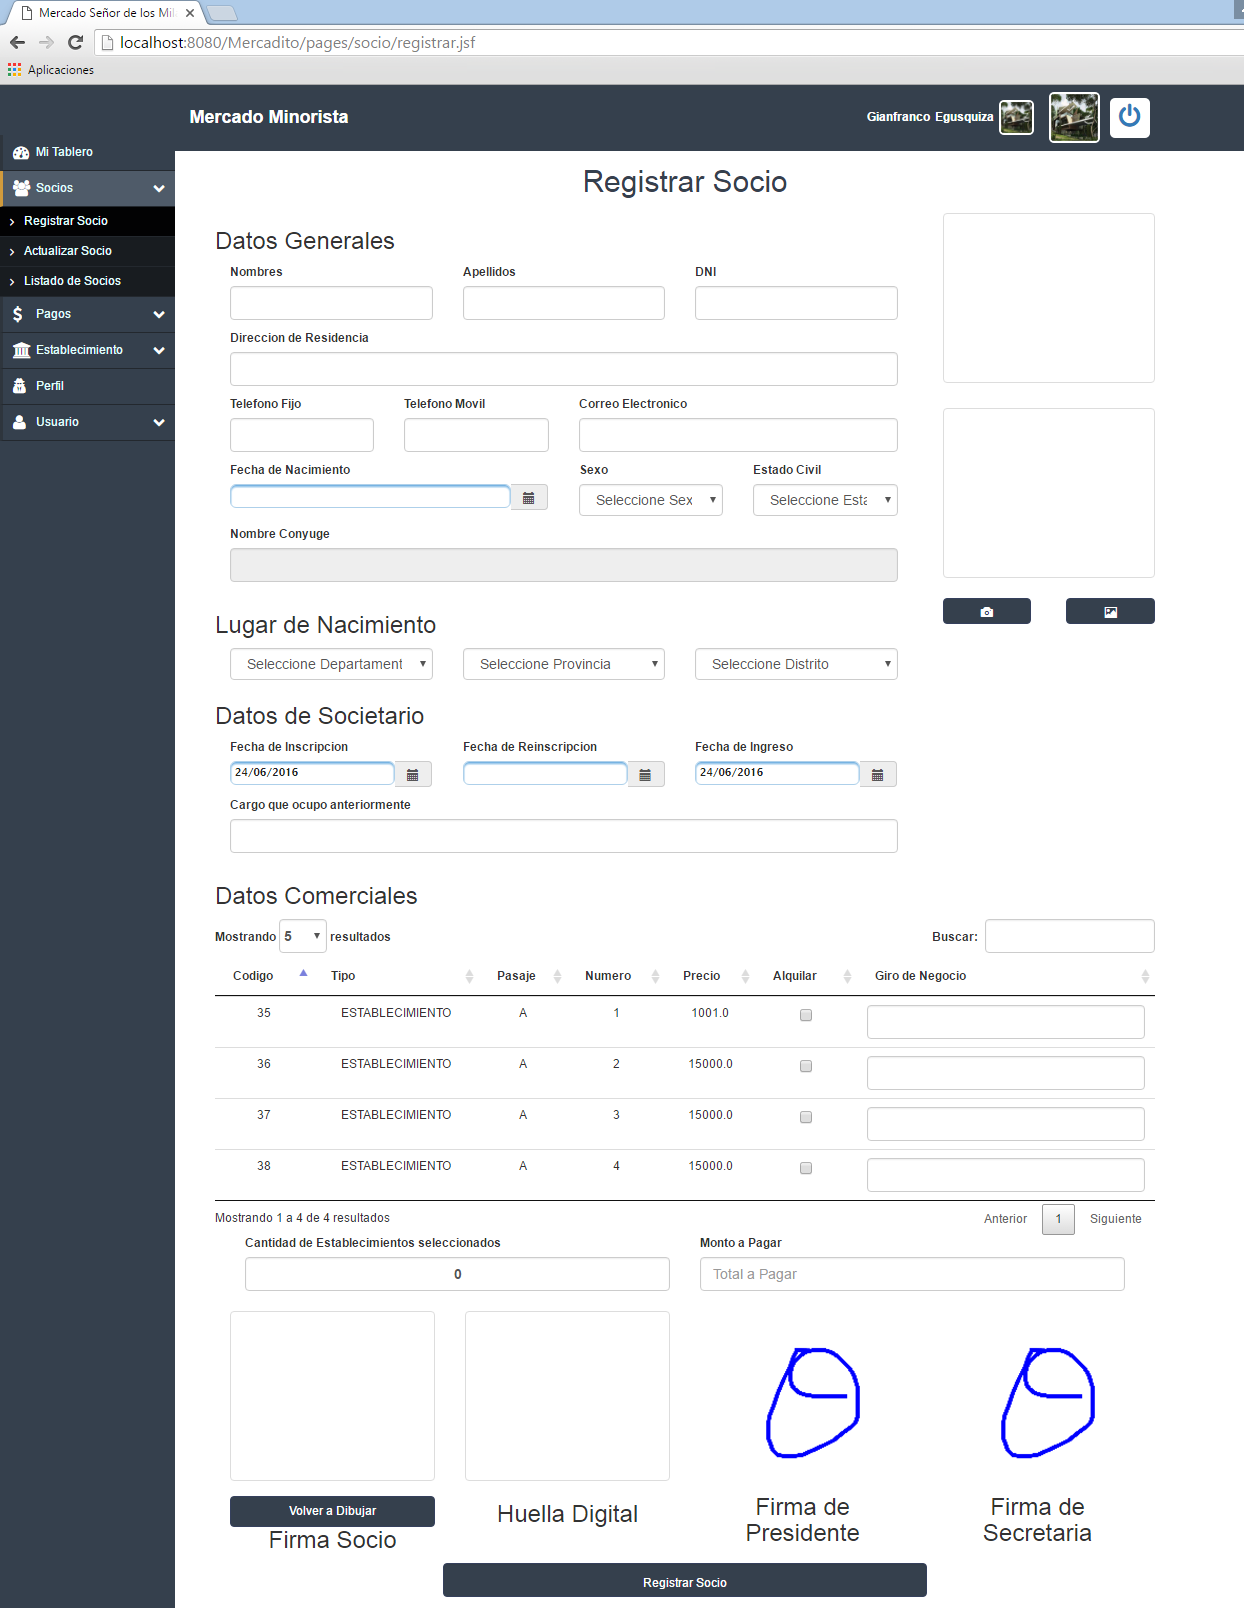 Mercado Señor de los Mil
localhost:8080/Mercadito/pages/socio/registrar.jsf
Aplicaciones
Mercado Minorista
Gianfranco Egusquiza
Mi Tablero
Socios
Registrar Socio
Actualizar Socio
Listado de Socios
Pagos
Establecimiento
Perfil
Usuario
Registrar Socio
Datos Generales
Nombres Apellidos DNI
Direccion de Residencia
Telefono Fijo Telefono Movil Correo Electronico
Fecha de Nacimiento Sexo Estado Civil
Seleccione Sex Seleccione Esta
Nombre Conyuge
Lugar de Nacimiento
Seleccione Departament Seleccione Provincia Seleccione Distrito
Datos de Societario
Fecha de Inscripcion Fecha de Reinscripcion Fecha de Ingreso
24/06/2016 24/06/2016
Cargo que ocupo anteriormente
Datos Comerciales
Mostrando 5 resultados Buscar:
Codigo Tipo Pasaje Numero Precio Alquilar Giro de Negocio
35 ESTABLECIMIENTO A 1 1001.0
36 ESTABLECIMIENTO A 2 15000.0
37 ESTABLECIMIENTO A 3 15000.0
38 ESTABLECIMIENTO A 4 15000.0
Mostrando 1 a 4 de 4 resultados Anterior 1 Siguiente
Cantidad de Establecimientos seleccionados Monto a Pagar
0 Total a Pagar
Volver a Dibujar
Firma Socio
Huella Digital
Firma de
Presidente
Firma de
Secretaria
Registrar Socio